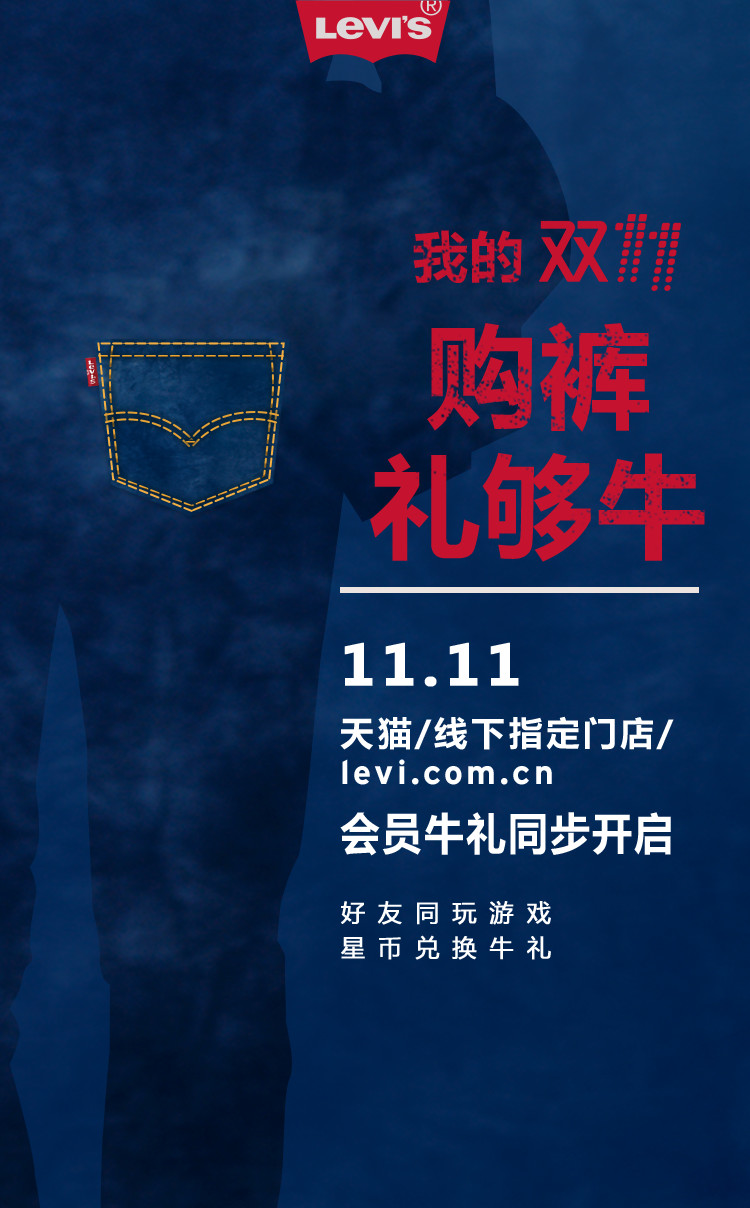 LEVI'S®
我的 双11
购裤
礼够牛
LEVI'S
11.11
天猫/线下指定门店/
levi.com.cn
会员牛礼同步开启
好友同玩游戏
星币兑换牛礼